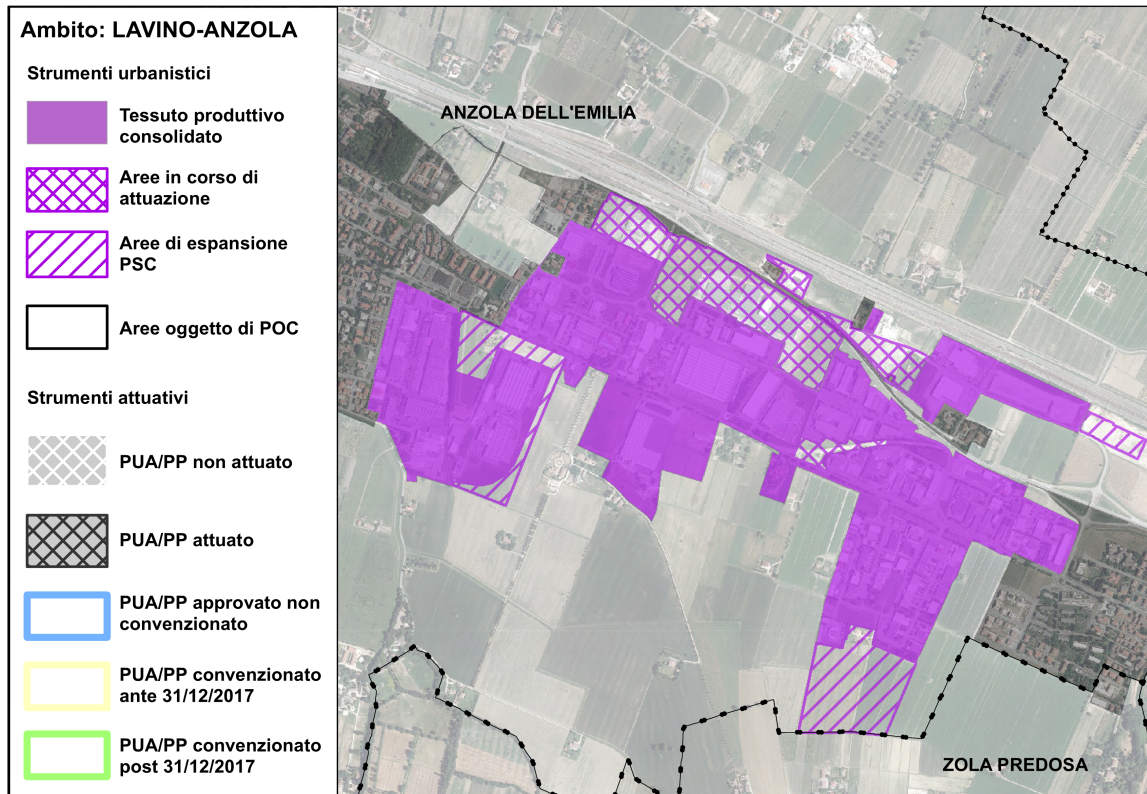 Ambito: LAVINO-ANZOLA
Strumenti urbanistici
Tessuto produttivo
consolidato
Aree in corso di
attuazione
Aree di espansione
PSC
Aree oggetto di POC
Strumenti attuativi
PUA/PP non attuato
PUA/PP attuato
PUA/PP approvato non
convenzionato
PUA/PP convenzionato
ante 31/12/2017
PUA/PP convenzionato
post 31/12/2017
ANZOLA DELL'EMILIA
ZOLA PREDOSA